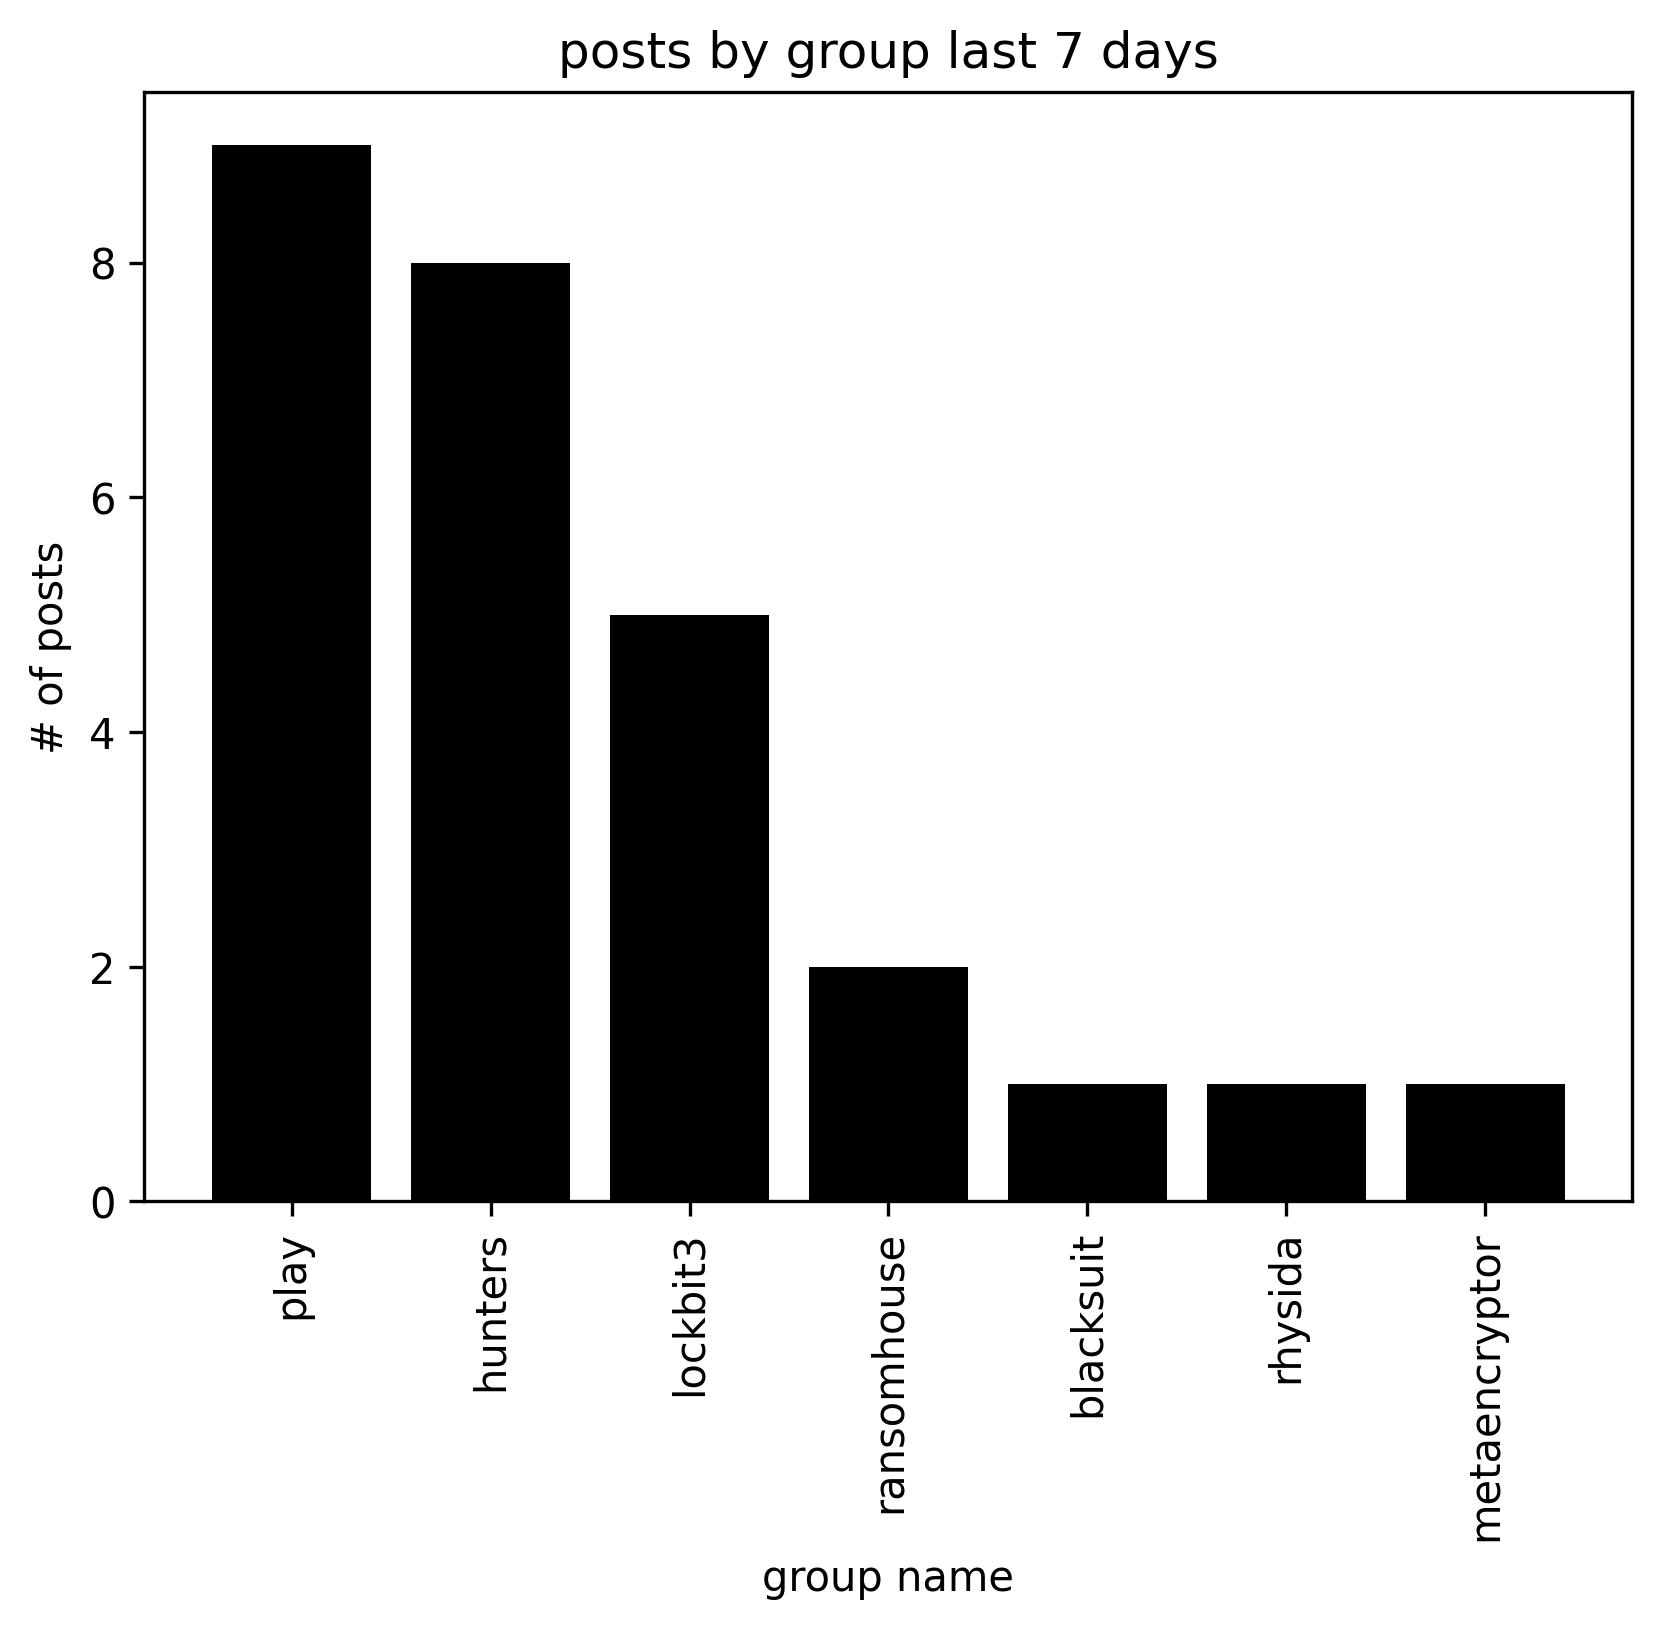 posts by group last 7 days
# of posts
8
6
4
2
0
play
hunters
lockbit3
ransomhouse
blacksuit
rhysida
metaencryptor
group name